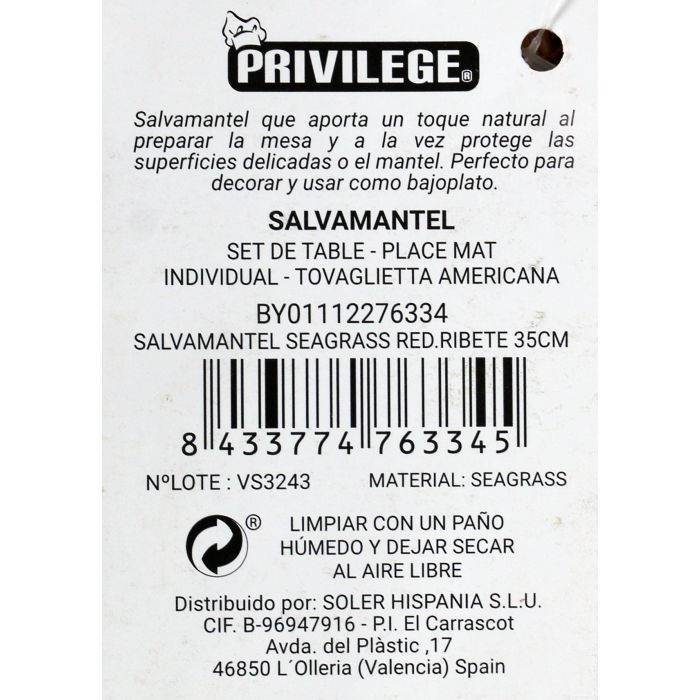 PRIVILEGE®
Salvamantel que aporta un toque natural al
preparar la mesa y a la vez protege las
superficies delicadas o el mantel. Perfecto para
decorar y usar como bajoplato.
SALVAMANTEL
SET DE TABLE - PLACE MAT
INDIVIDUAL - TOVAGLIETTA AMERICANA
BY01112276334
SALVAMANTEL SEAGRASS RED.RIBETE 35CM
8 433774 763345
NºLOTE : VS3243 MATERIAL: SEAGRASS
® LIMPIAR CON UN PAÑO
HÚMEDO Y DEJAR SECAR
AL AIRE LIBRE
Distribuido por: SOLER HISPANIA S.L.U.
CIF. B-96947916 - P.I. El Carrascot
Avda. del Plàstic ,17
46850 L´Olleria (Valencia) Spain